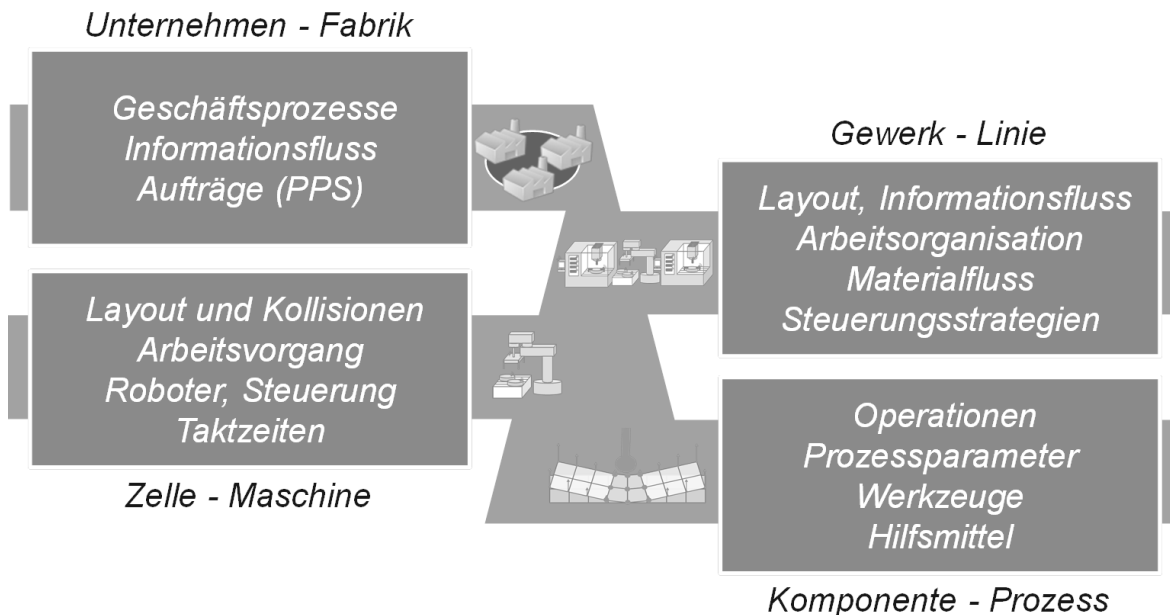 Unternehmen - Fabrik
Geschäftsprozesse
Informationsfluss
Aufträge (PPS)
Gewerk - Linie
Layout, Informationsfluss
Arbeitsorganisation
Materialfluss
Steuerungsstrategien
Layout und Kollisionen
Arbeitsvorgang
Roboter, Steuerung
Taktzeiten
Zelle - Maschine
Operationen
Prozessparameter
Werkzeuge
Hilfsmittel
Komponente - Prozess